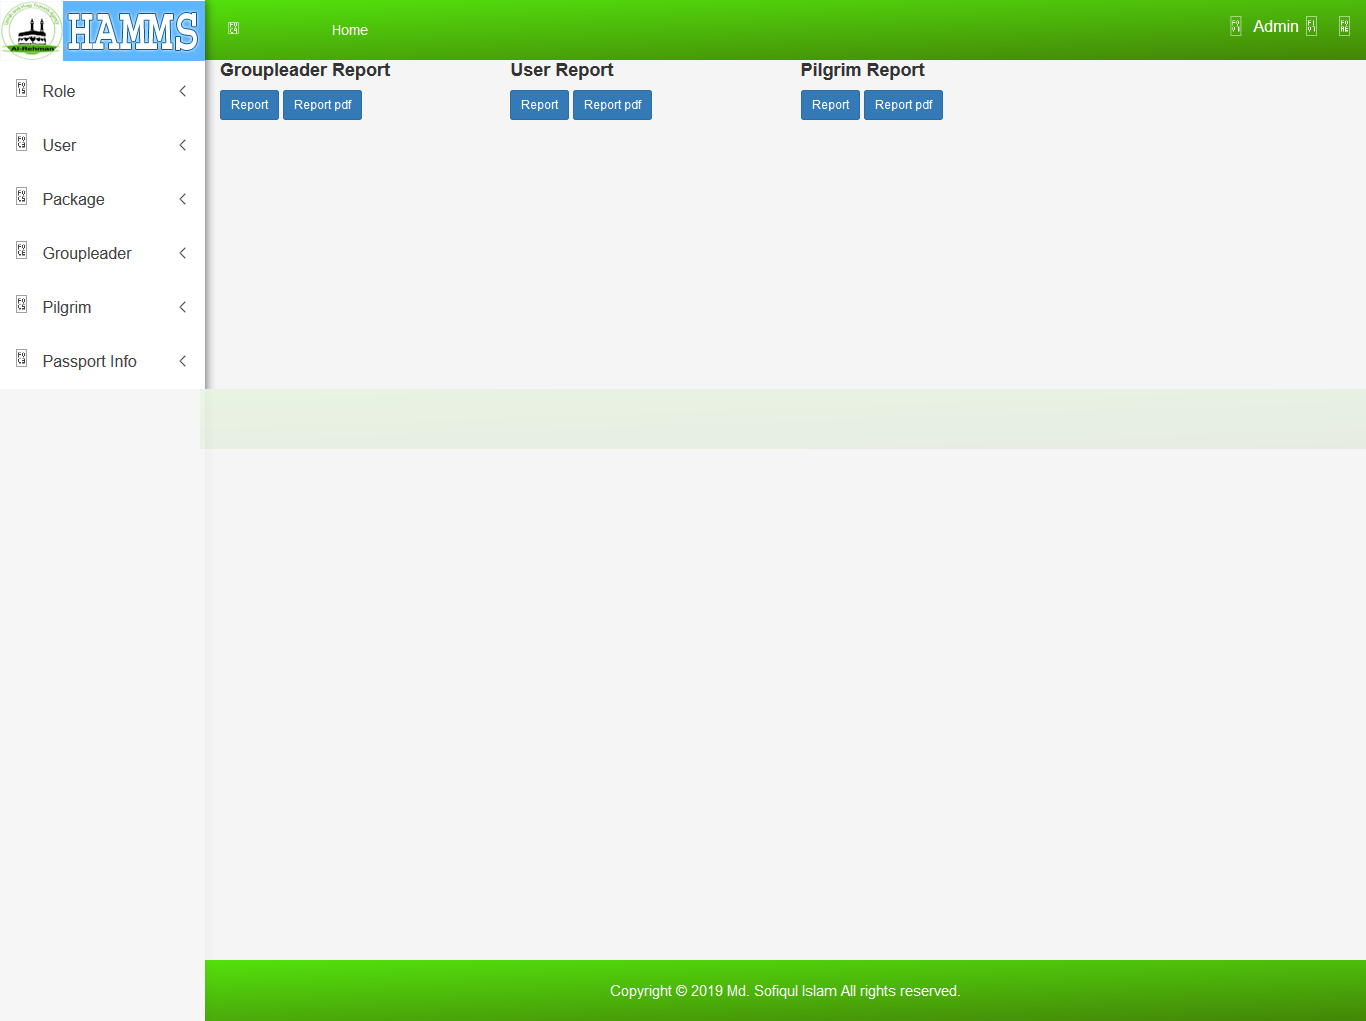 Al-Rehman
HAMMS
Home
Admin
Role
User
Package
Groupleader
Pilgrim
Passport Info
Groupleader Report
Report Report pdf
User Report
Report Report pdf
Pilgrim Report
Report Report pdf
Copyright © 2019 Md. Sofiqul Islam All rights reserved.